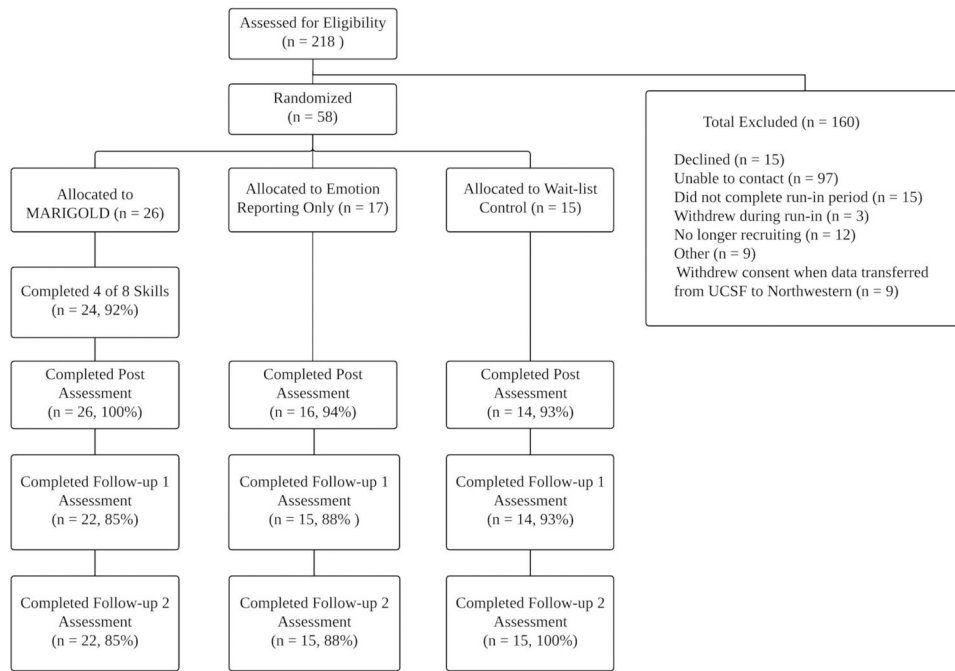 Assessed for Eligibility
(n = 218 )
Randomized
(n = 58)
Total Excluded (n = 160)
Declined (n = 15)
Unable to contact (n = 97)
Did not complete run-in period (n = 15)
Withdrew during run-in (n = 3)
No longer recruiting (n = 12)
Other (n = 9)
Withdrew consent when data transferred
from UCSF to Northwestern (n = 9)
Allocated to
MARIGOLD (n = 26)
Allocated to Emotion
Reporting Only (n = 17)
Allocated to Wait-list
Control (n = 15)
Completed 4 of 8 Skills
(n = 24, 92%)
Completed Post
Assessment
(n = 26, 100%)
Completed Post
Assessment
(n = 16, 94%)
Completed Post
Assessment
(n = 14, 93%)
Completed Follow-up 1
Assessment
(n = 22, 85%)
Completed Follow-up 1
Assessment
(n = 15, 88% )
Completed Follow-up 1
Assessment
(n = 14, 93%)
Completed Follow-up 2
Assessment
(n = 22, 85%)
Completed Follow-up 2
Assessment
(n = 15, 88%)
Completed Follow-up 2
Assessment
(n = 15, 100%)